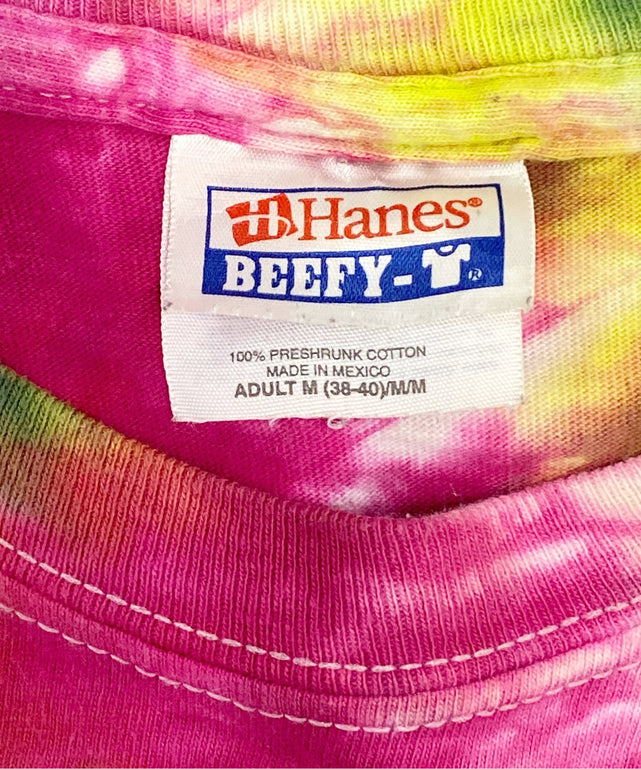 Hanes®
BEEFY-®
100% PRESHRUNK COTTON
MADE IN MEXICO
ADULT M (38-40)/M/M